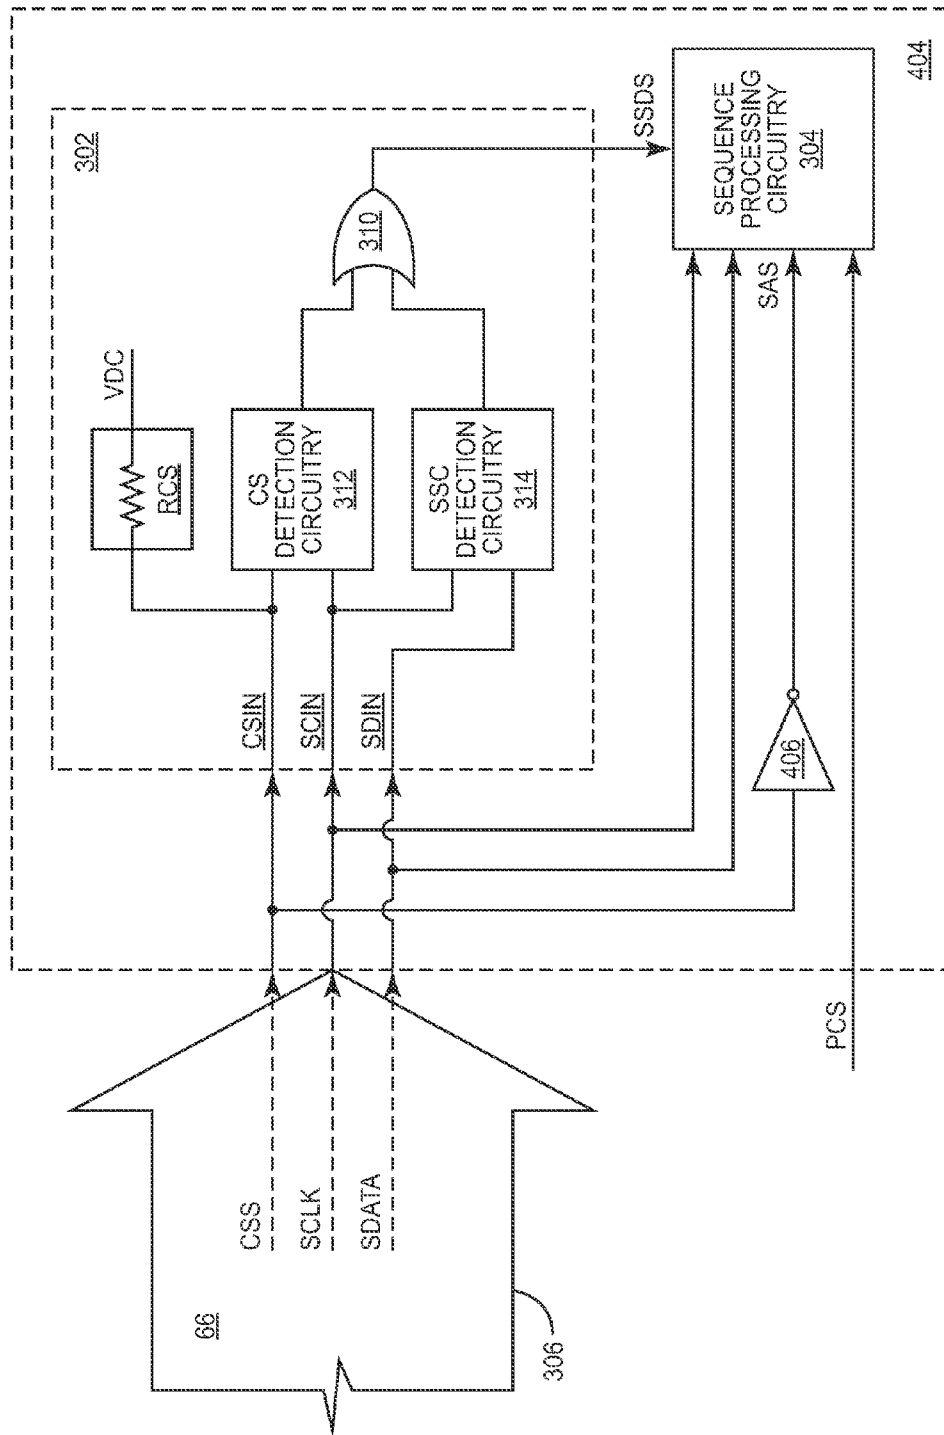 404
302
VDC
RCS
CS
DETECTION
CIRCUITRY
312
310
SSDS
SSC
DETECTION
CIRCUITRY
314
SEQUENCE
PROCESSING
CIRCUITRY
304
CSIN
SCIN
SDIN
SAS
406
66
CSS
SCLK
SDATA
306
PCS